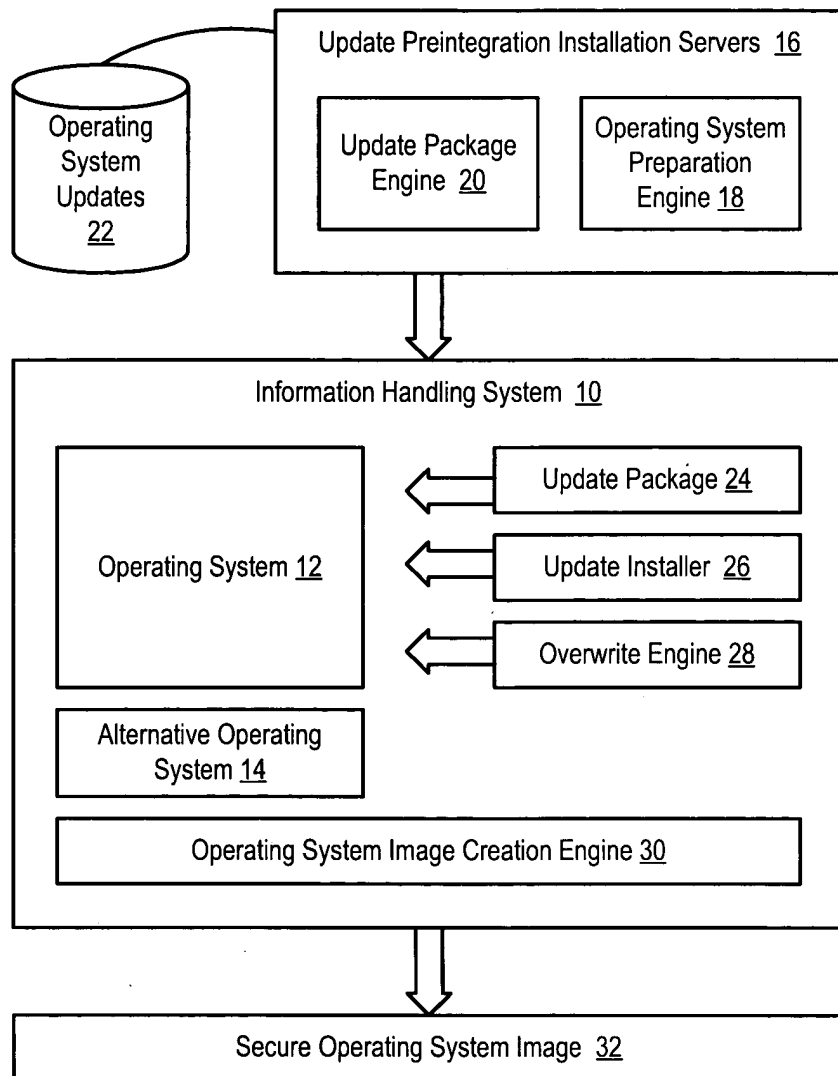 Update Preintegration Installation Servers 16
Operating
System
Updates
22
Update Package
Engine 20
Operating System
Preparation
Engine 18
Information Handling System 10
Operating System 12
Update Package 24
Update Installer 26
Overwrite Engine 28
Alternative Operating
System 14
Operating System Image Creation Engine 30
Secure Operating System Image 32